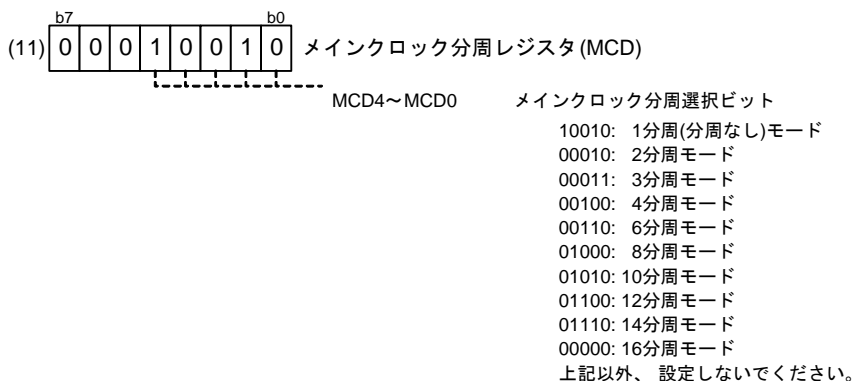 b7 b0
(11) 0 0 0 1 0 0 1 0 メインクロック分周レジスタ(MCD)
MCD4～MCD0 メインクロック分周選択ビット
10010: 1分周(分周なし)モード
00010: 2分周モード
00011: 3分周モード
00100: 4分周モード
00110: 6分周モード
01000: 8分周モード
01010: 10分周モード
01100: 12分周モード
01110: 14分周モード
00000: 16分周モード
上記以外、 設定しないでください。